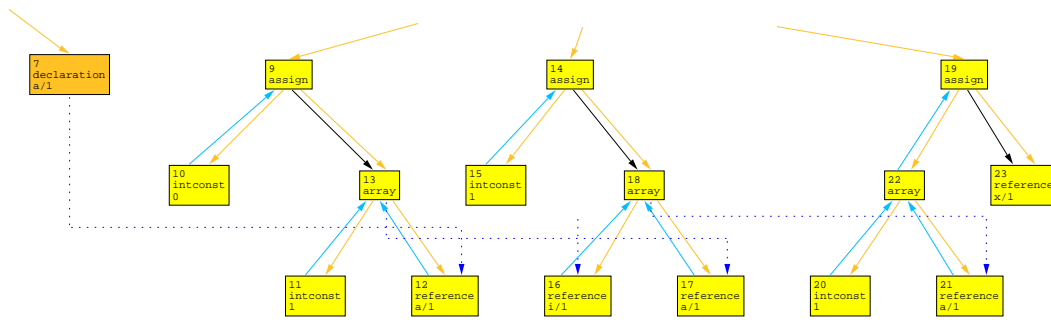 7
declaration
a/1
9
assign
14
assign
19
assign
10
intconst
0
13
array
15
intconst
1
18
array
22
array
23
reference
x/1
11
intconst
1
12
reference
a/1
16
reference
i/1
17
reference
a/1
20
intconst
1
21
reference
a/1